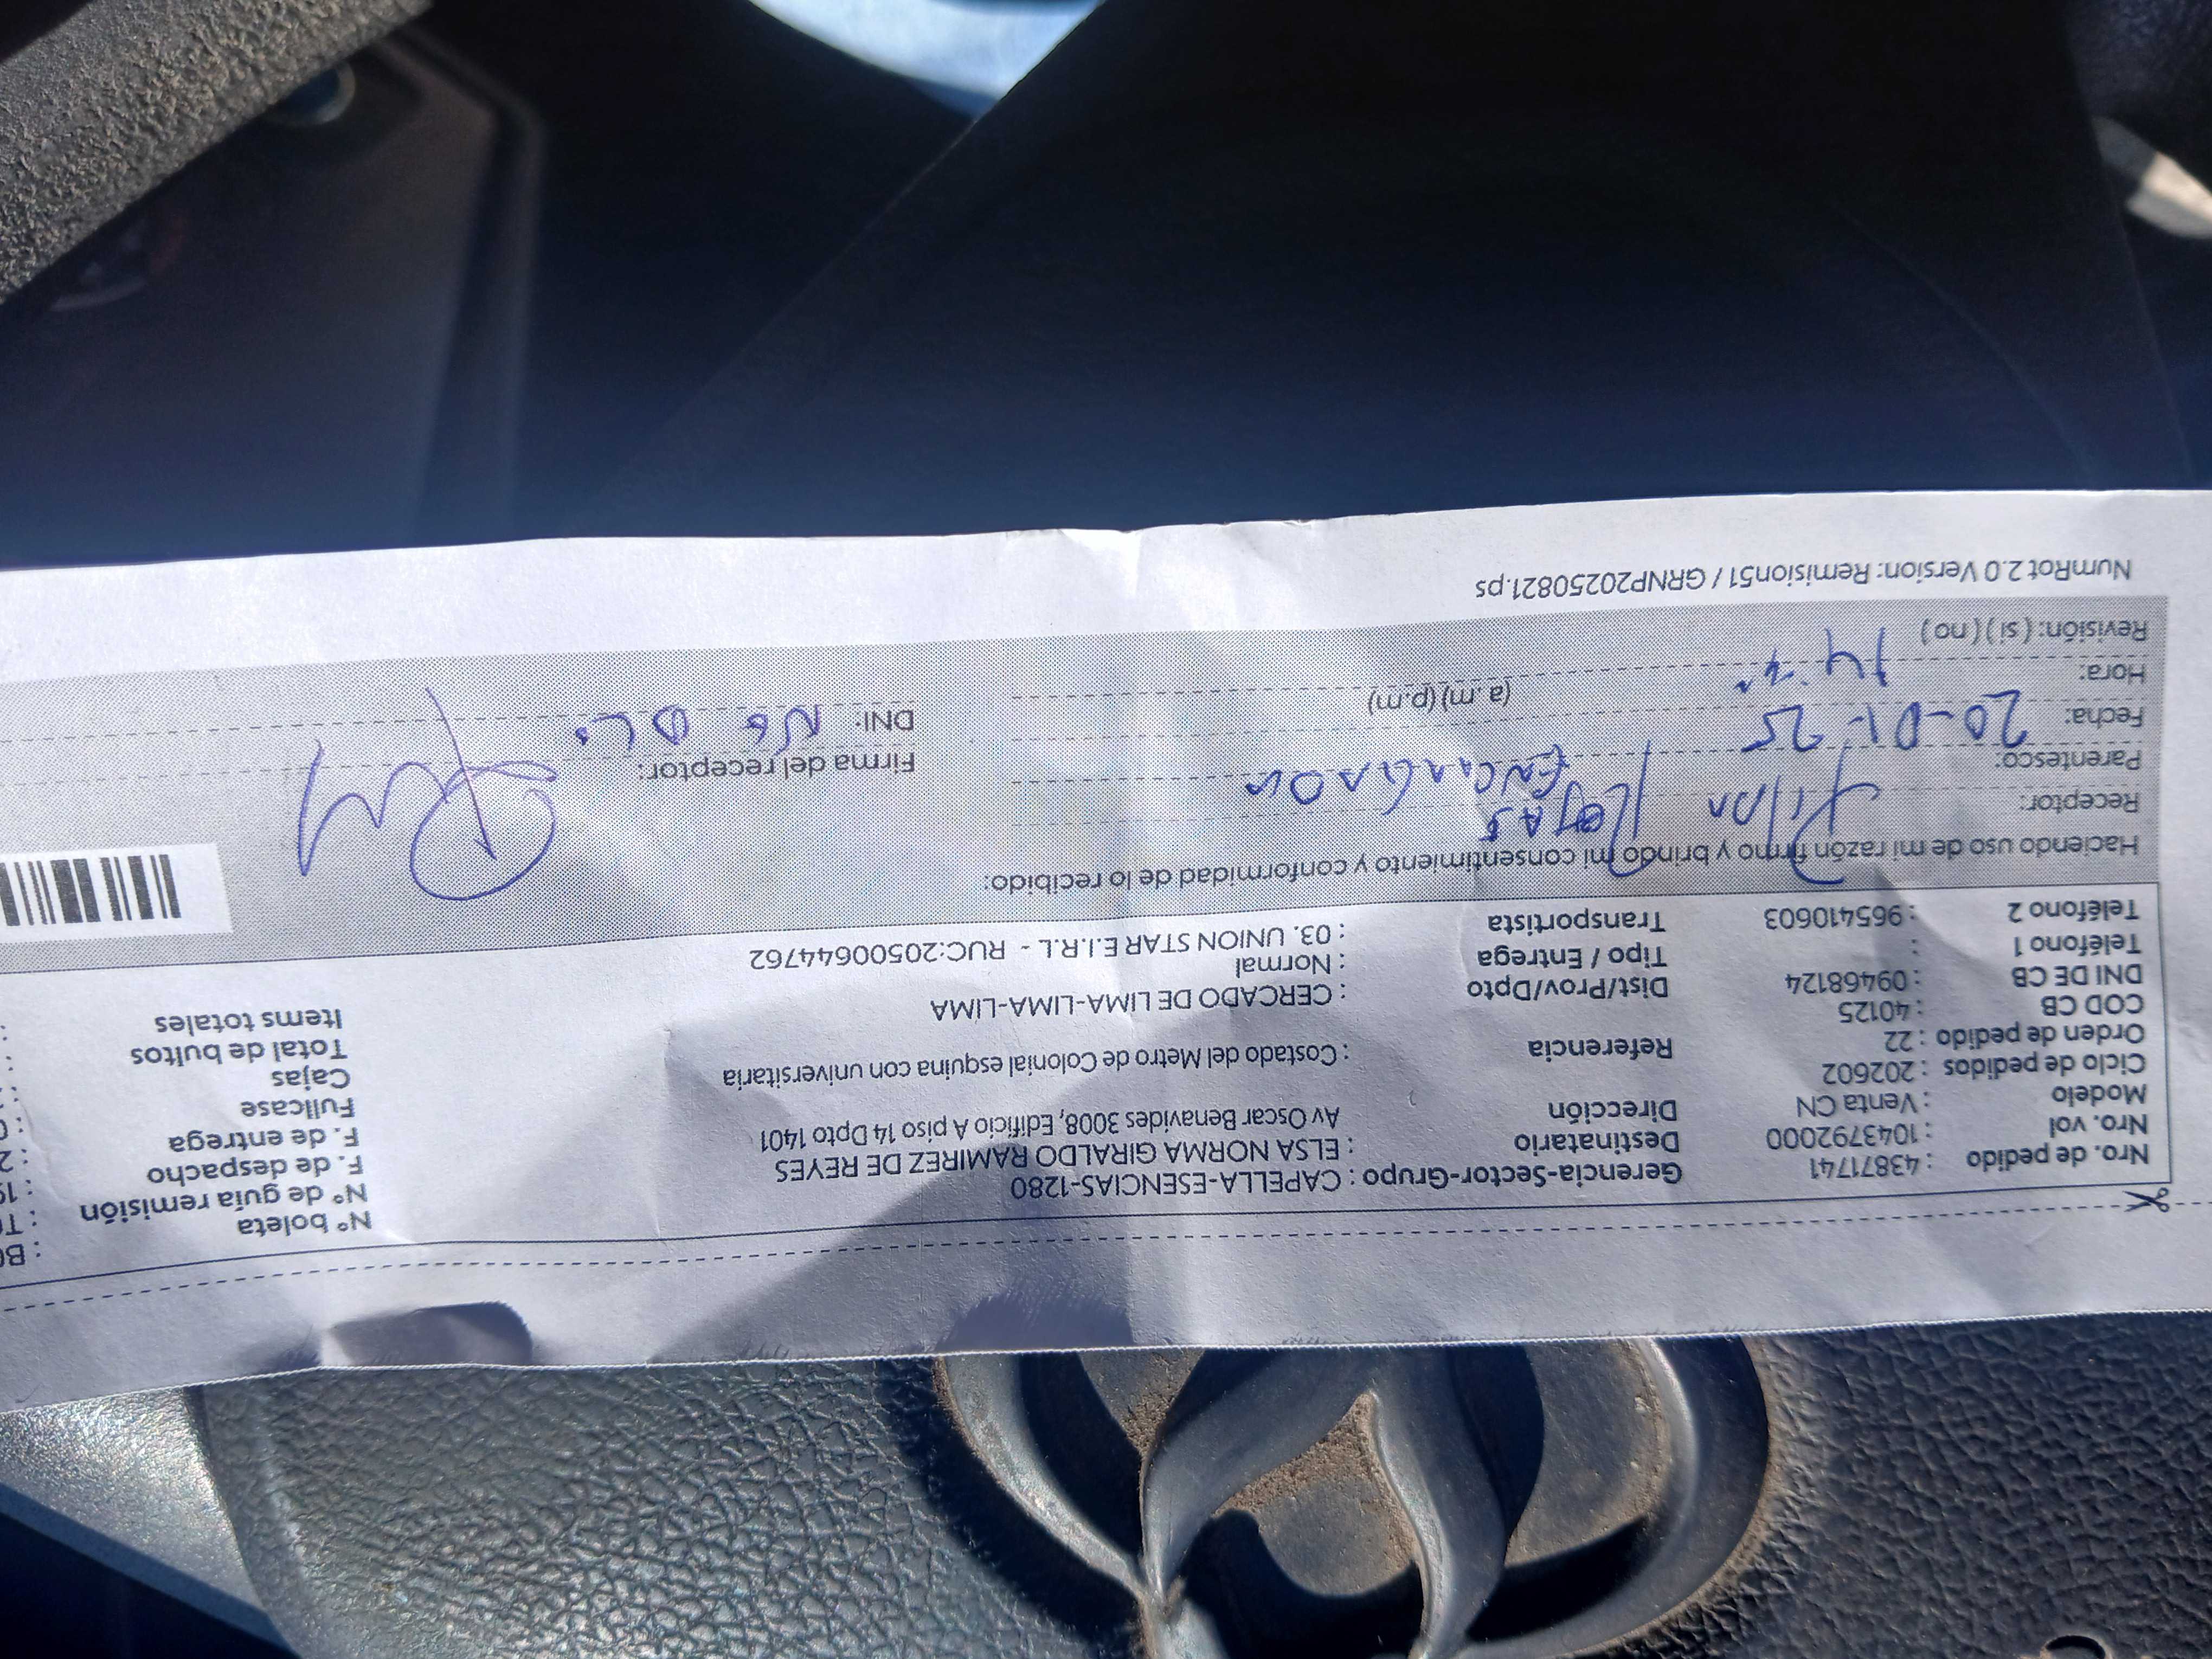 Nro. de pedido : 43871741
Nro. vol : 1043792000
Modelo : Venta CN
Ciclo de pedidos : 202602
Orden de pedido : 22
COD CB : 40125
DNI DE CB : 09468124
Teléfono 1 :
Teléfono 2 : 965410603
Gerencia-Sector-Grupo : CAPELLA-ESENCIAS-1280
Destinatario : ELSA NORMA GIRALDO RAMIREZ DE REYES
Dirección Av Oscar Benavides 3008, Edificio A piso 14 Dpto 1401
Referencia : Costado del Metro de Colonial esquina con universitaria
Dist/Prov/Dpto : CERCADO DE LIMA-LIMA-LIMA
Tipo / Entrega : Normal
Transportista : 03. UNION STAR E.I.R.L - RUC:20500644762
Nº boleta
Nº de guía remisión
F. de despacho
F. de entrega
Fullcase
Cajas
Total de bultos
Items totales
Haciendo uso de mi razón firmo y brindo mi consentimiento y conformidad de lo recibido:
Receptor: Rojas
Parentesco: Encargado
Fecha: 20-01-25
Hora: 14 (a.m) (p.m)
Revisión: ( si ) ( no )
Firma del receptor:
DNI:
NumRot 2.0 Version: Remision51 / GRNP20250821.ps